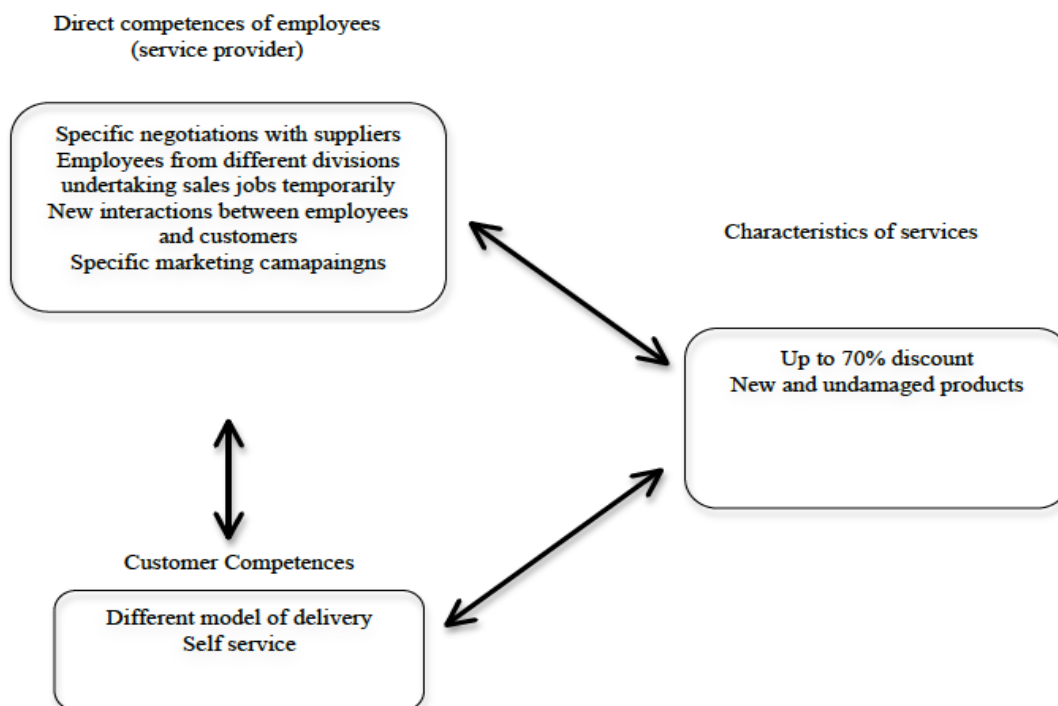 Direct competences of employees
(service provider)
Specific negotiations with suppliers
Employees from different divisions
undertaking sales jobs temporarily
New interactions between employees
and customers
Specific marketing camapaingns
Characteristics of services
Up to 70% discount
New and undamaged products
Customer Competences
Different model of delivery
Self service